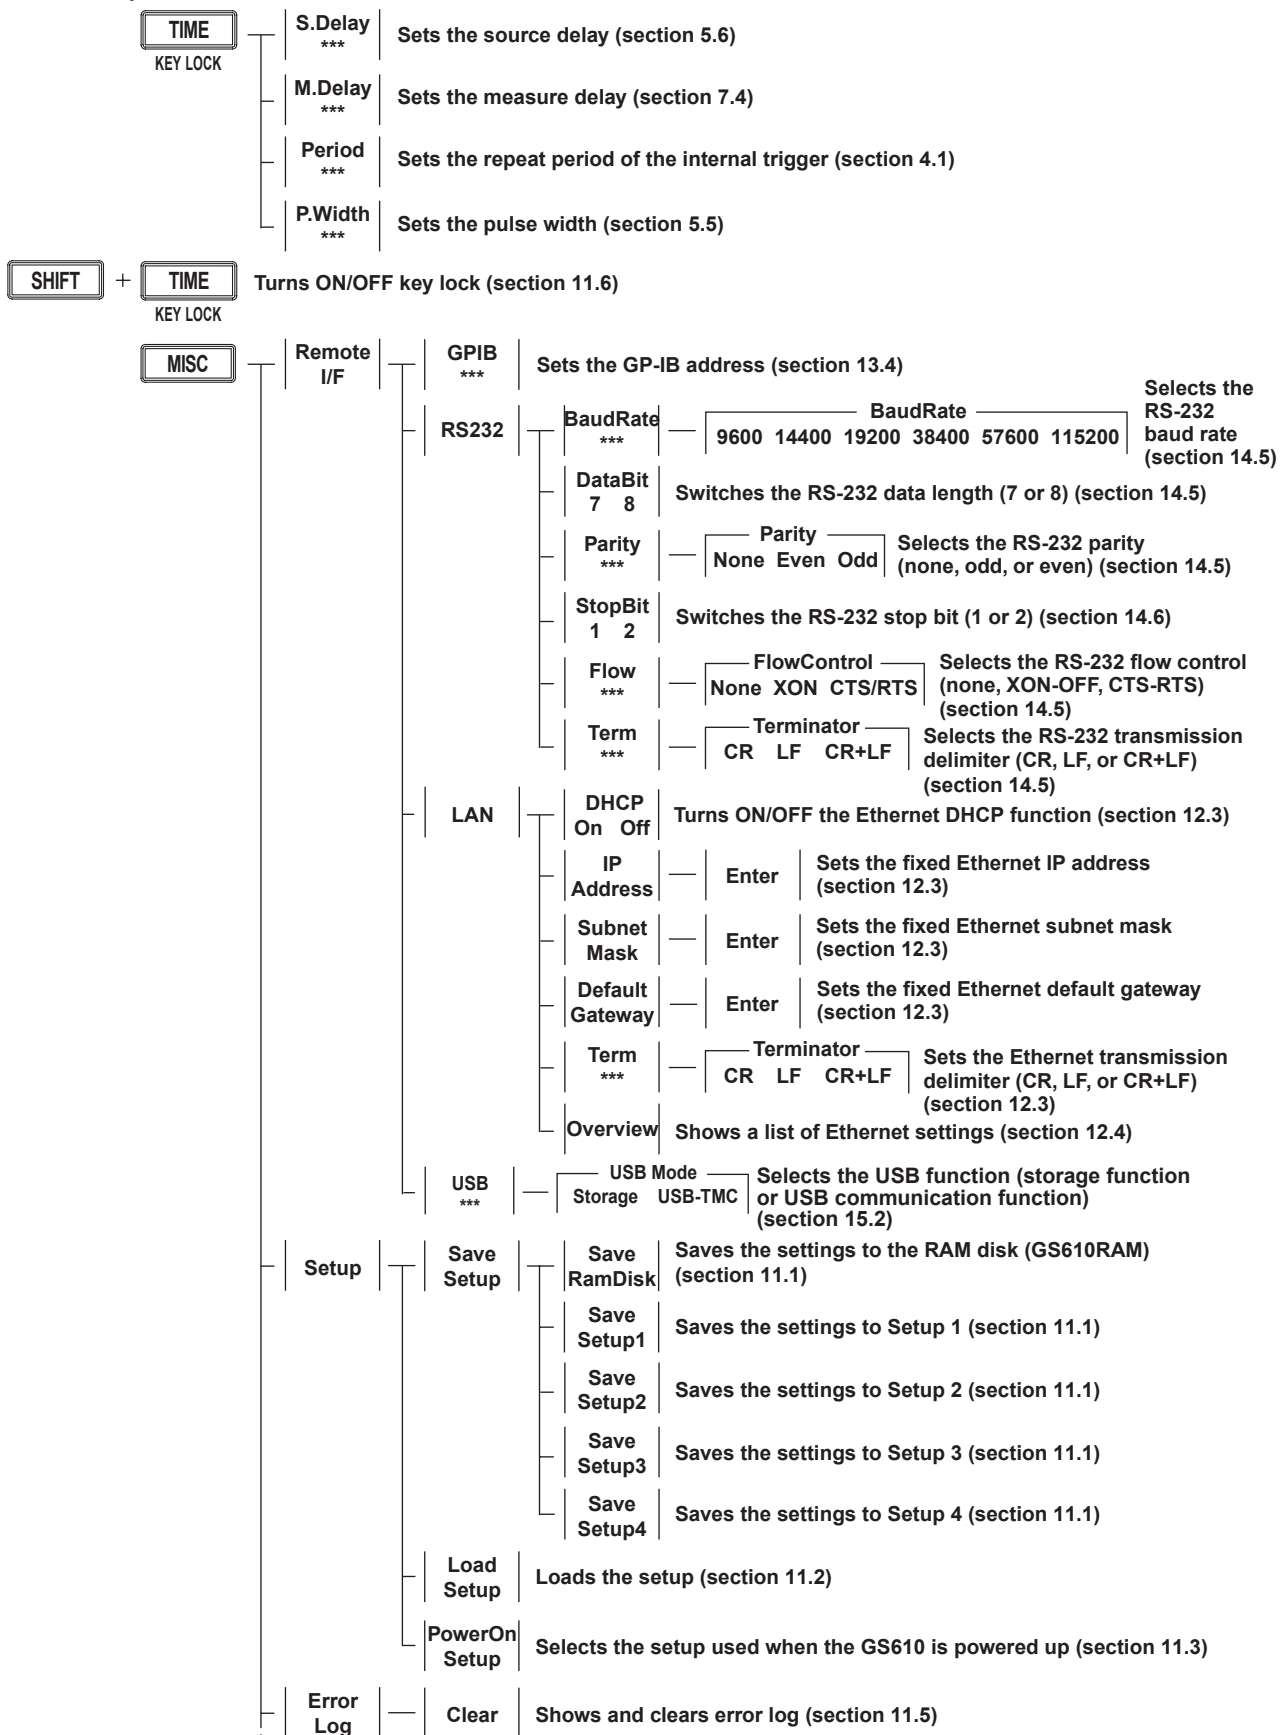 TIME
KEY LOCK
S.Delay
***
Sets the source delay (section 5.6)
M.Delay
***
Sets the measure delay (section 7.4)
Period
***
Sets the repeat period of the internal trigger (section 4.1)
P.Width
***
Sets the pulse width (section 5.5)
SHIFT + TIME
KEY LOCK
Turns ON/OFF key lock (section 11.6)
MISC
Remote
I/F
GPIB
***
Sets the GP-IB address (section 13.4)
RS232
BaudRate
***
BaudRate
9600 14400 19200 38400 57600 115200
Selects the
RS-232
baud rate
(section 14.5)
DataBit
7 8
Switches the RS-232 data length (7 or 8) (section 14.5)
Parity
***
Parity
None Even Odd
Selects the RS-232 parity
(none, odd, or even) (section 14.5)
StopBit
1 2
Switches the RS-232 stop bit (1 or 2) (section 14.6)
Flow
***
FlowControl
None XON CTS/RTS
Selects the RS-232 flow control
(none, XON-OFF, CTS-RTS)
(section 14.5)
Term
***
Terminator
CR LF CR+LF
Selects the RS-232 transmission
delimiter (CR, LF, or CR+LF)
(section 14.5)
LAN
DHCP
On Off
Turns ON/OFF the Ethernet DHCP function (section 12.3)
IP
Address
Enter
Sets the fixed Ethernet IP address
(section 12.3)
Subnet
Mask
Enter
Sets the fixed Ethernet subnet mask
(section 12.3)
Default
Gateway
Enter
Sets the fixed Ethernet default gateway
(section 12.3)
Term
***
Terminator
CR LF CR+LF
Sets the Ethernet transmission
delimiter (CR, LF, or CR+LF)
(section 12.3)
Overview
Shows a list of Ethernet settings (section 12.4)
USB
***
USB Mode
Storage USB-TMC
Selects the USB function (storage function
or USB communication function)
(section 15.2)
Setup
Save
Setup
Save
RamDisk
Saves the settings to the RAM disk (GS610RAM)
(section 11.1)
Save
Setup1
Saves the settings to Setup 1 (section 11.1)
Save
Setup2
Saves the settings to Setup 2 (section 11.1)
Save
Setup3
Saves the settings to Setup 3 (section 11.1)
Save
Setup4
Saves the settings to Setup 4 (section 11.1)
Load
Setup
Loads the setup (section 11.2)
PowerOn
Setup
Selects the setup used when the GS610 is powered up (section 11.3)
Error
Log
Clear
Shows and clears error log (section 11.5)